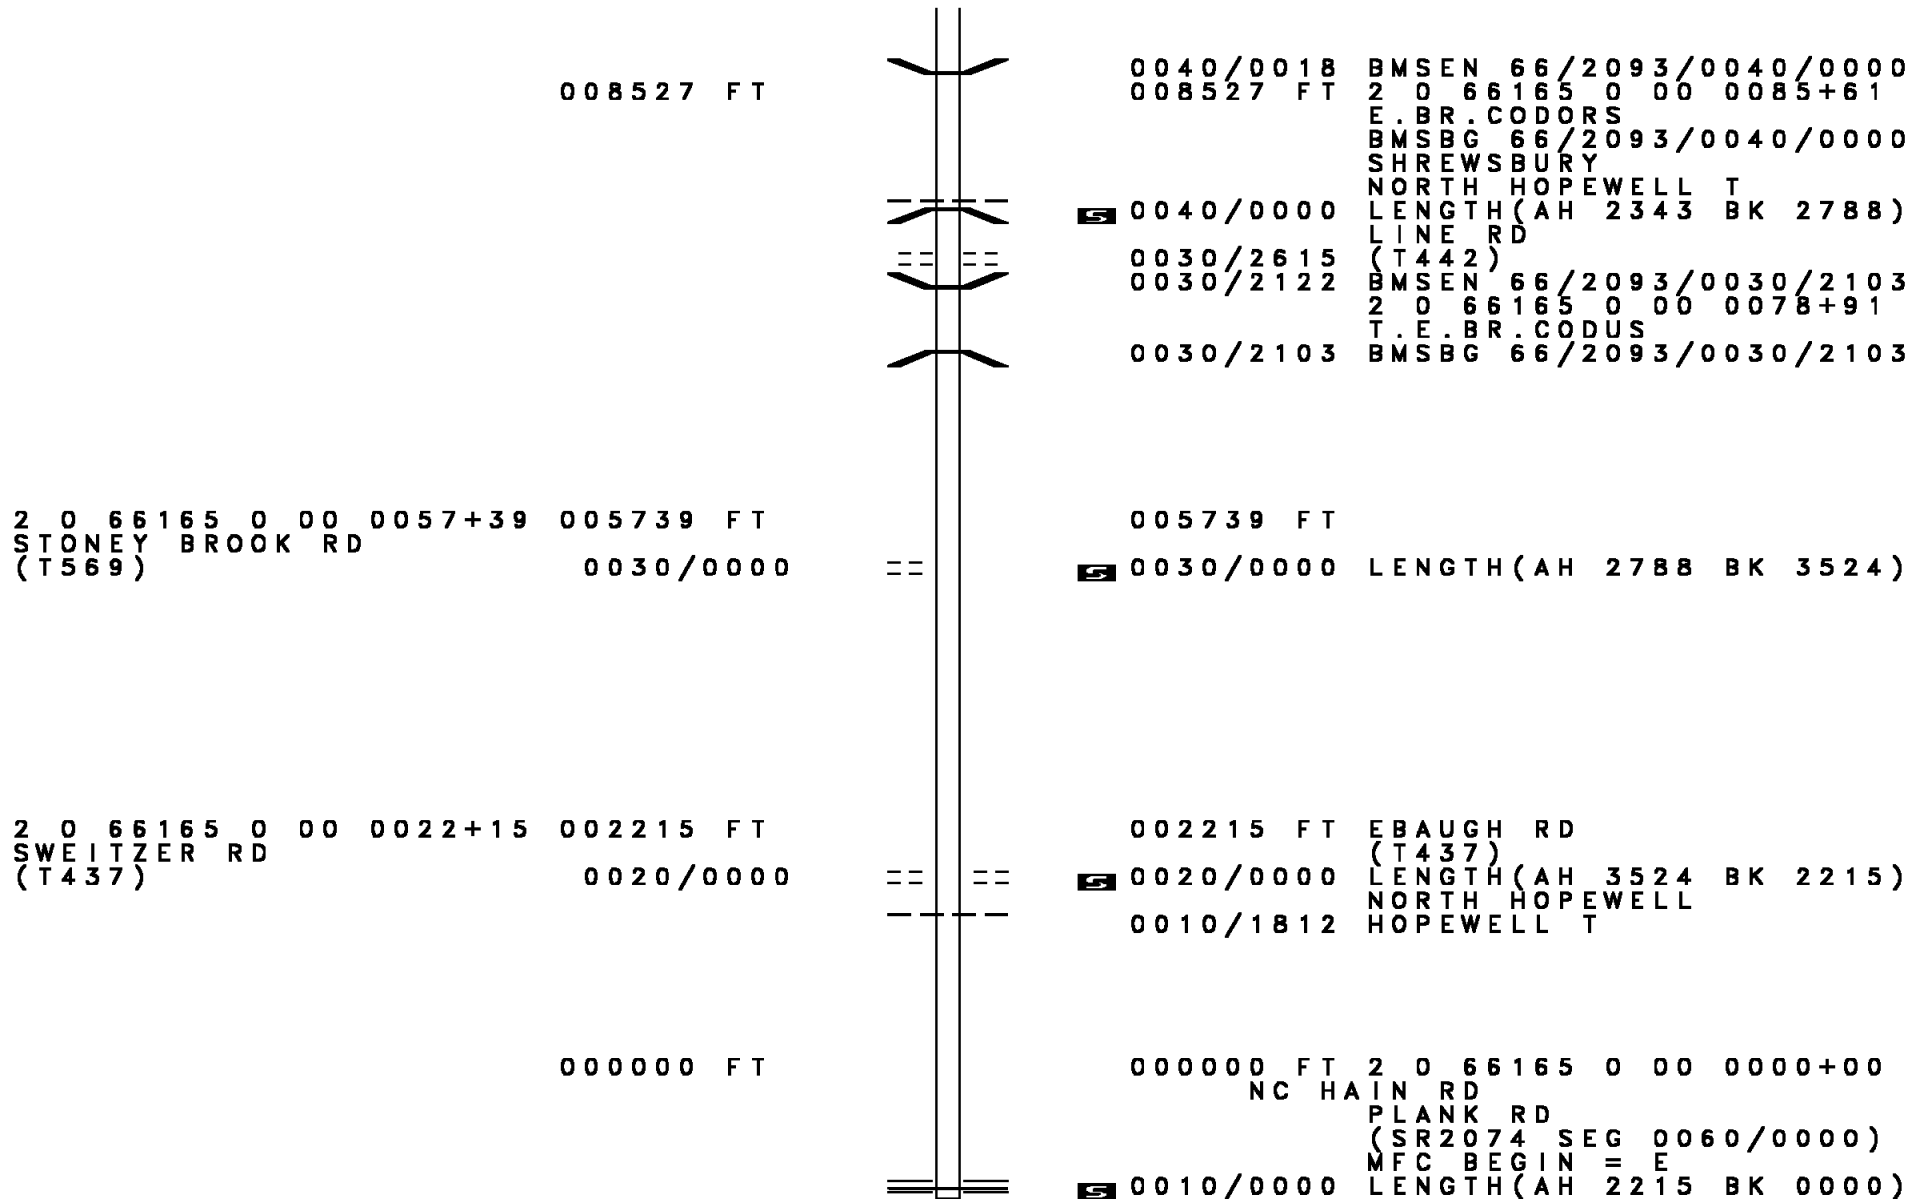 0040/0018 BMSEN 66/2093/0040/0000
008527 FT 008527 FT 2 0 66165 0 00 0085+61
E.BR.CODORS
BMSBG 66/2093/0040/0000
SHREWSBURY
NORTH HOPEWELL T
S 0040/0000 LENGTH(AH 2343 BK 2788)
LINE RD
0030/2615 (T442)
0030/2122 BMSEN 66/2093/0030/2103
2 0 66165 0 00 0078+91
T.E.BR.CODUS
0030/2103 BMSBG 66/2093/0030/2103
2 0 66165 0 00 0057+39 005739 FT 005739 FT
STONEY BROOK RD
(T569) 0030/0000 S 0030/0000 LENGTH(AH 2788 BK 3524)
2 0 66165 0 00 0022+15 002215 FT 002215 FT EBAUGH RD
SWEITZER RD (T437)
(T437) 0020/0000 S 0020/0000 LENGTH(AH 3524 BK 2215)
NORTH HOPEWELL
0010/1812 HOPEWELL T
000000 FT 000000 FT 2 0 66165 0 00 0000+00
NC HAIN RD
PLANK RD
(SR2074 SEG 0060/0000)
MFC BEGIN = E
S 0010/0000 LENGTH(AH 2215 BK 0000)